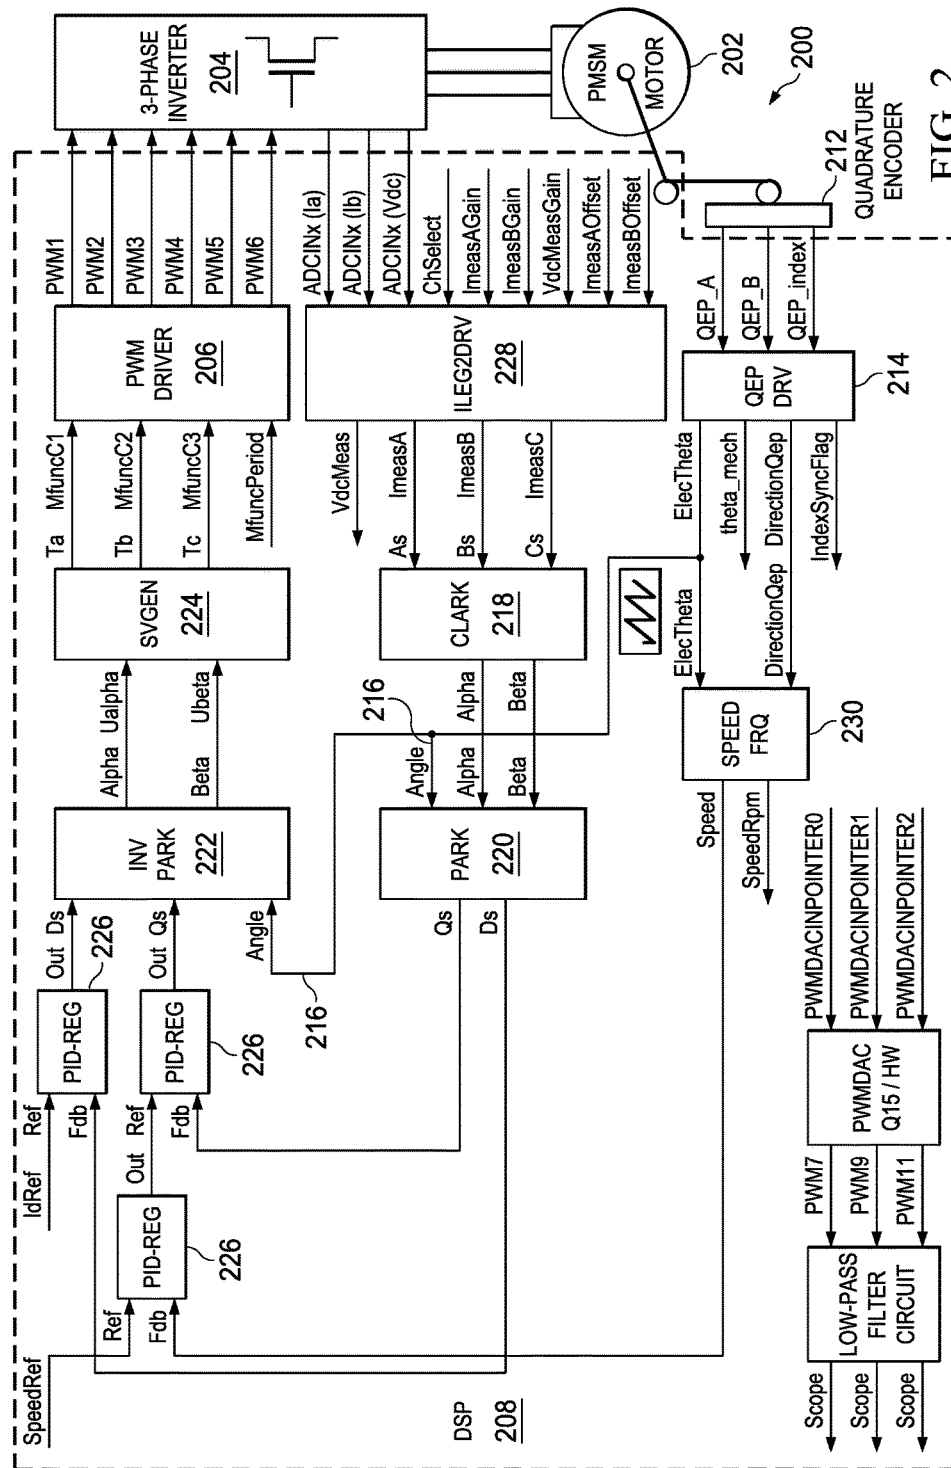 SpeedRef
IdRef
Ref
Fdb
PID-REG
226
Out
Ref
Fdb
PID-REG
226
Out Ds
Ref
Fdb
PID-REG
226
Out Qs
Angle
216
INV
PARK
222
Alpha
Ualpha
Beta
Ubeta
SVGEN
224
Ta
MfuncC1
Tb
MfuncC2
Tc
MfuncC3
MfuncPeriod
PWM
DRIVER
206
PWM1
PWM2
PWM3
PWM4
PWM5
PWM6
3-PHASE
INVERTER
204
Qs
Ds
PARK
220
216
Angle
Alpha
Alpha
Beta
Beta
CLARK
218
VdcMeas
As
ImeasA
Bs
ImeasB
Cs
ImeasC
ILEG2DRV
228
ADCINx (Ia)
ADCINx (Ib)
ADCINx (Vdc)
ChSelect
ImeasAGain
ImeasBGain
VdcMeasGain
ImeasAOffset
ImeasBOffset
PMSM
MOTOR
202
Speed
SpeedRpm
SPEED
FRQ
230
ElecTheta
ElecTheta
theta_mech
DirectionQep
DirectionQep
IndexSyncFlag
QEP
DRV
214
QEP_A
QEP_B
QEP_index
212
QUADRATURE
ENCODER
200
DSP
208
Scope
Scope
Scope
LOW-PASS
FILTER
CIRCUIT
PWM7
PWM9
PWM11
PWMDAC
Q15 / HW
PWMDACINPOINTER0
PWMDACINPOINTER1
PWMDACINPOINTER2
FIG. 2